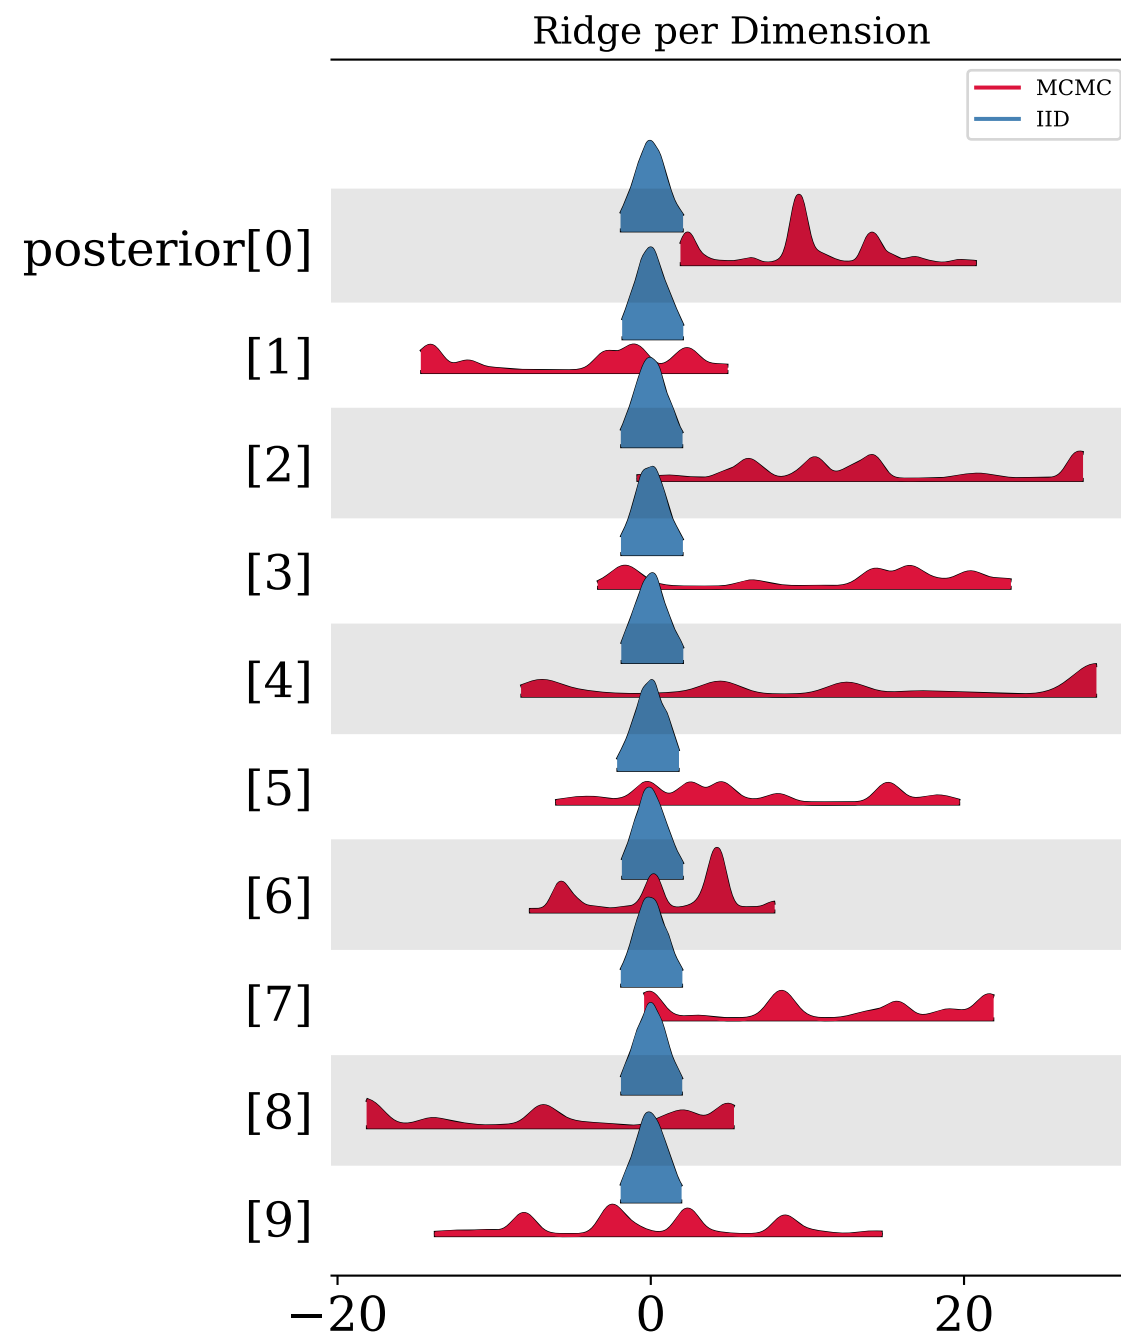 Ridge per Dimension
MCMC
IID
posterior[0]
[1]
[2]
[3]
[4]
[5]
[6]
[7]
[8]
[9]
−20 0 20